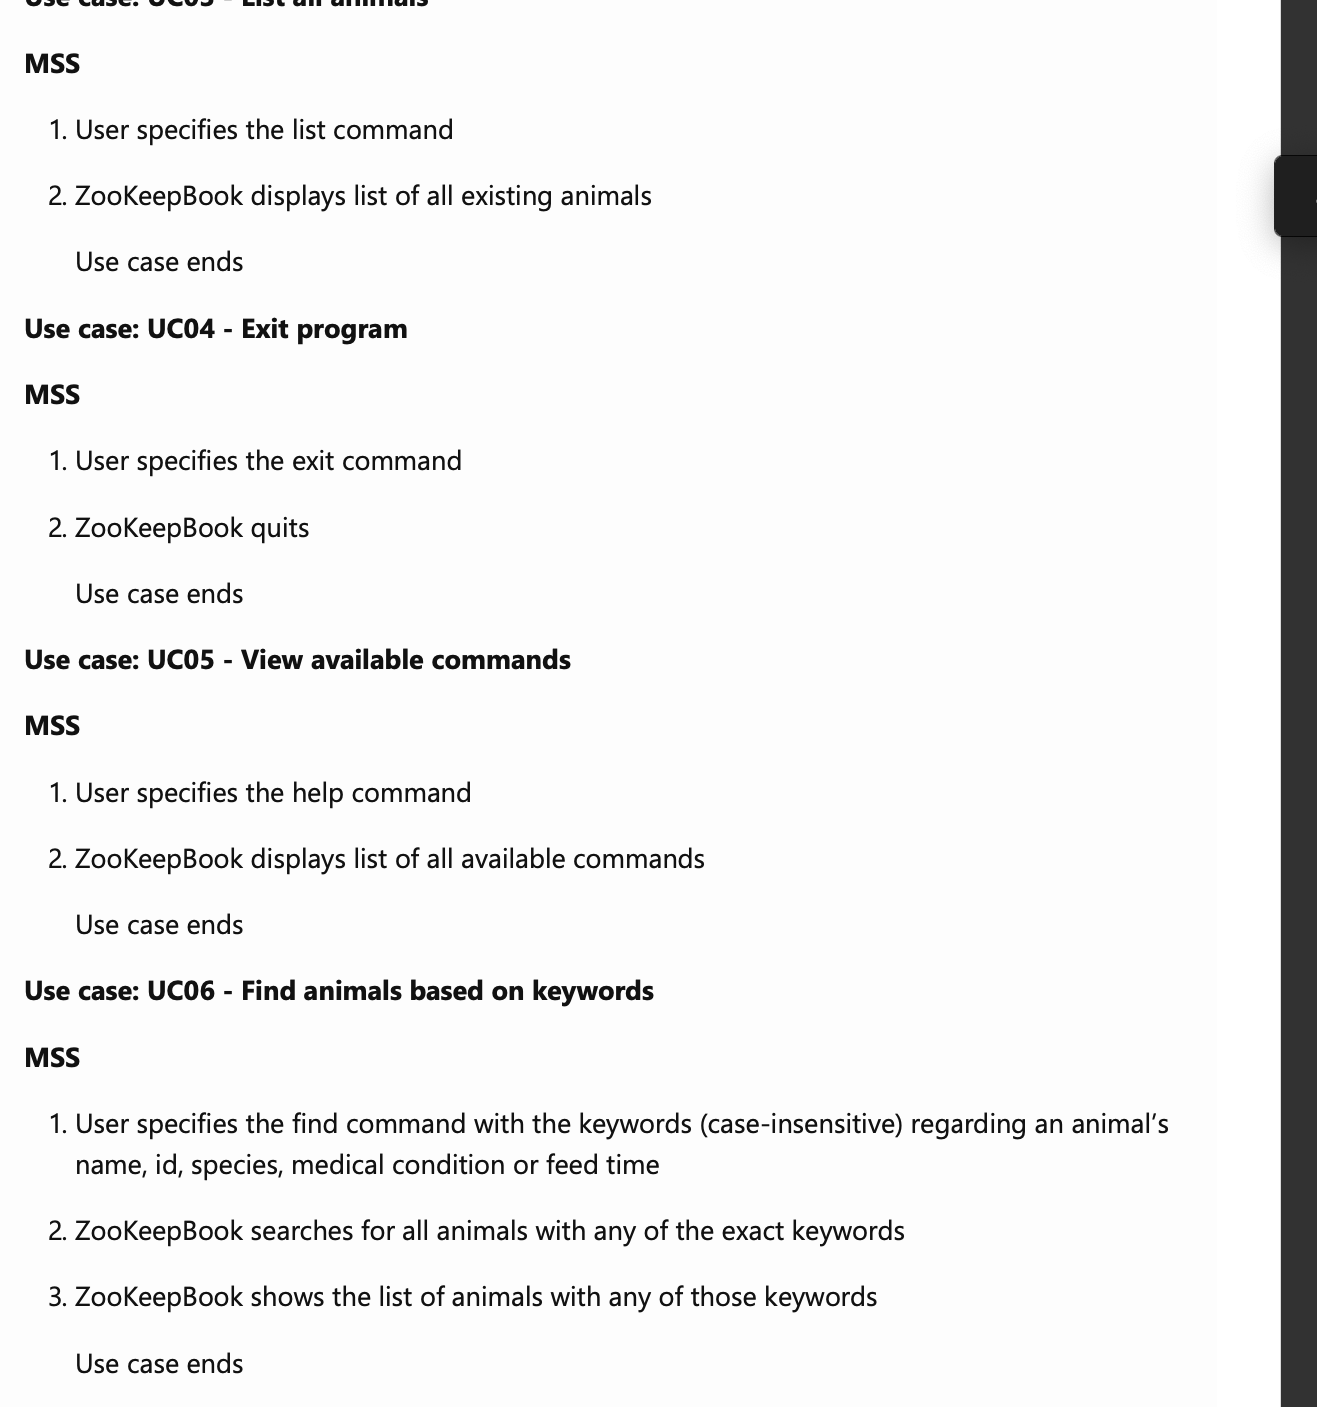 Use case: UC03 - List all animals
MSS
1. User specifies the list command
2. ZooKeepBook displays list of all existing animals
Use case ends
Use case: UC04 - Exit program
MSS
1. User specifies the exit command
2. ZooKeepBook quits
Use case ends
Use case: UC05 - View available commands
MSS
1. User specifies the help command
2. ZooKeepBook displays list of all available commands
Use case ends
Use case: UC06 - Find animals based on keywords
MSS
1. User specifies the find command with the keywords (case-insensitive) regarding an animal’s
name, id, species, medical condition or feed time
2. ZooKeepBook searches for all animals with any of the exact keywords
3. ZooKeepBook shows the list of animals with any of those keywords
Use case ends